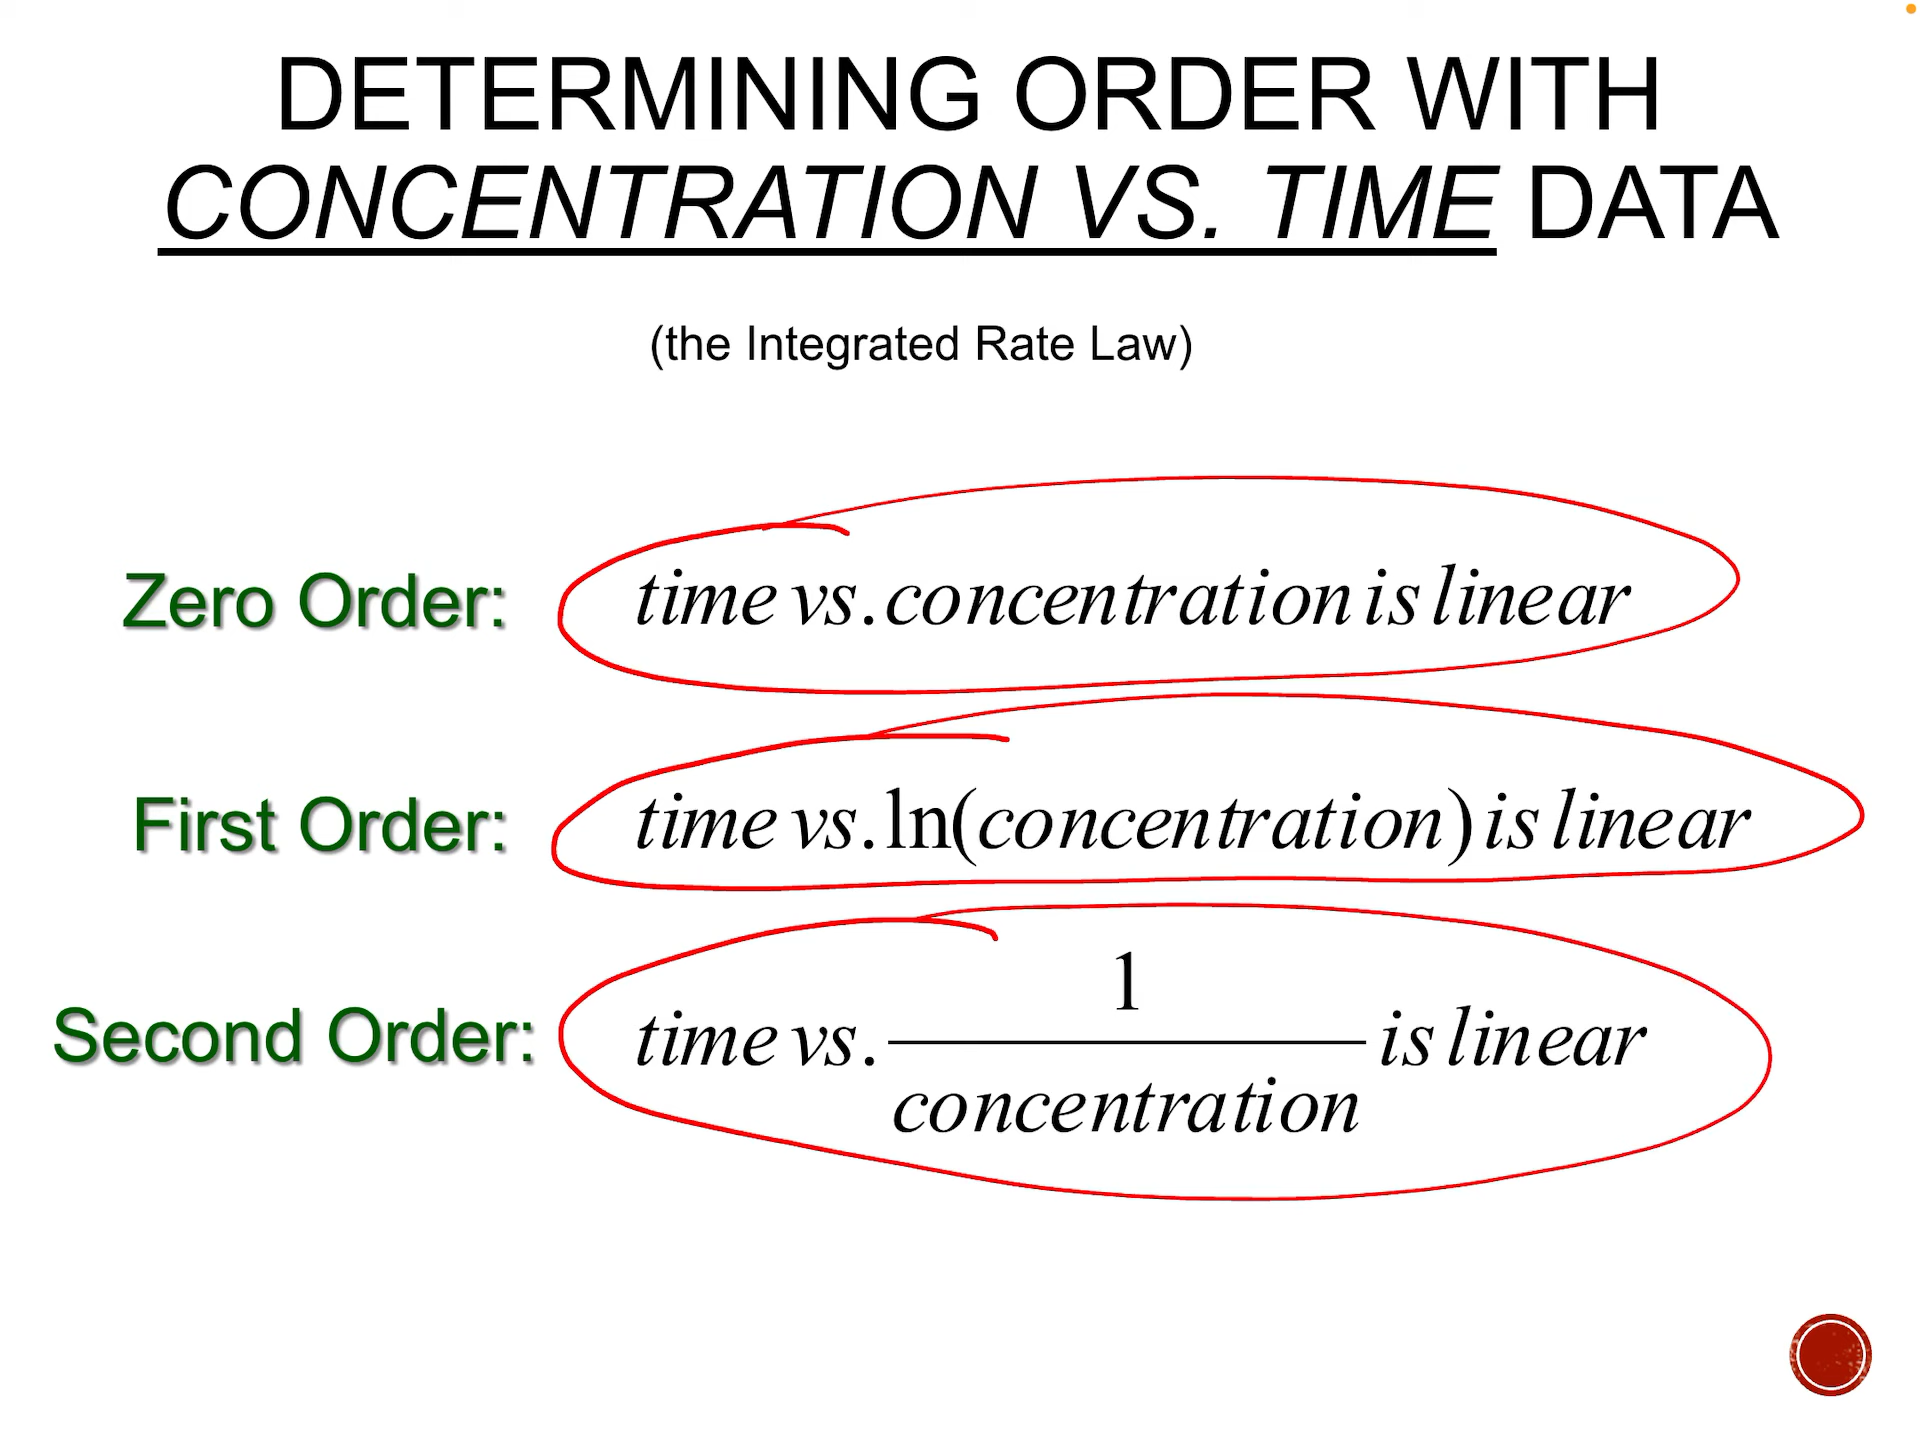 DETERMINING ORDER WITH
CONCENTRATION VS. TIME DATA
(the Integrated Rate Law)
Zero Order: time vs. concentration is linear
First Order: time vs. ln(concentration) is linear
Second Order: time vs. 1/concentration is linear